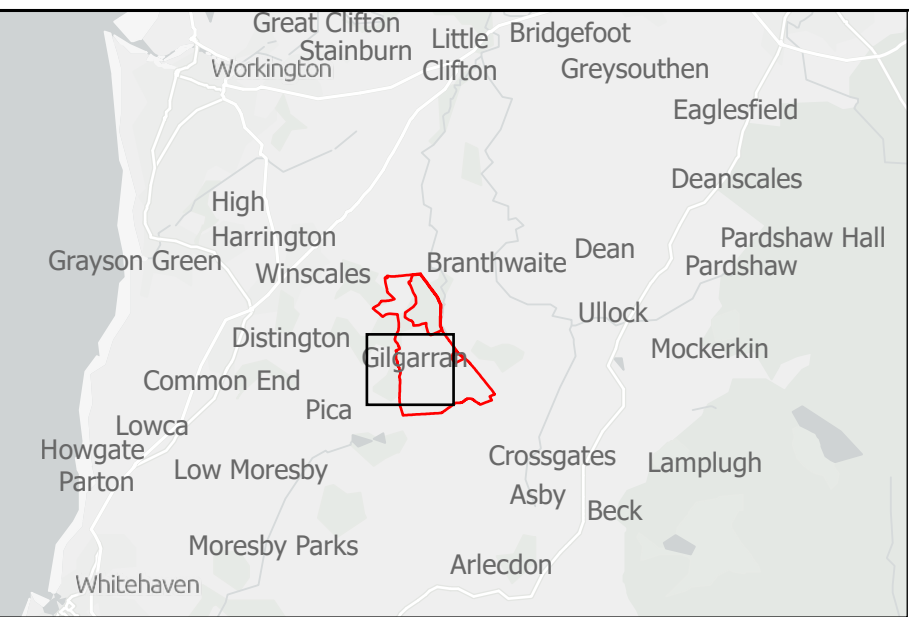 Great Clifton
Stainburn
Little
Clifton
Bridgefoot
Workington
Greysouthen
Eaglesfield
Deanscales
High
Harrington
Pardshaw Hall
Grayson Green
Winscales
Branthwaite
Dean
Pardshaw
Ullock
Distington
Gilgarran
Mockerkin
Common End
Pica
Lowca
Howgate
Parton
Low Moresby
Crossgates
Lamplugh
Asby
Beck
Moresby Parks
Arlecdon
Whitehaven